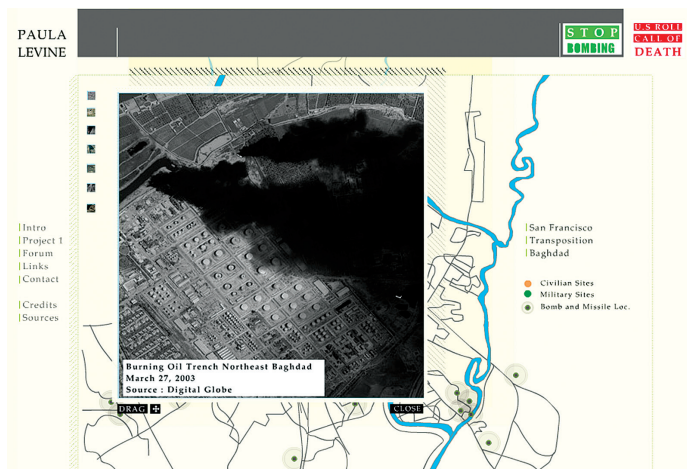 PAULA
LEVINE
STOP
BOMBING
U S ROLL
CALL OF
DEATH
Intro
Project 1
Forum
Links
Contact
Credits
Sources
San Francisco
Transposition
Baghdad
Civilian Sites
Military Sites
Bomb and Missile Loc.
Burning Oil Trench Northeast Baghdad
March 27, 2003
Source : Digital Globe
DRAG
CLOSE